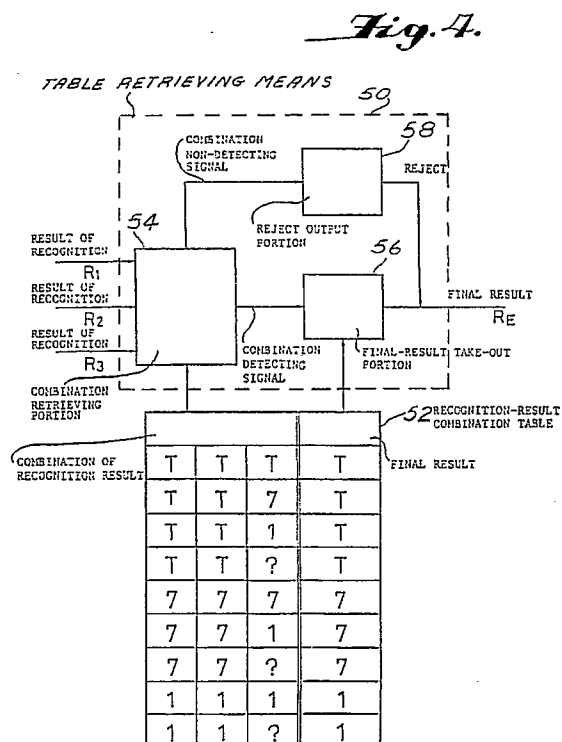 Fig. 4.
TABLE RETRIEVING MEANS
50
58
COMBINATION
NON-DETECTING
SIGNAL
REJECT
54
REJECT OUTPUT
PORTION
56
RESULT OF
RECOGNITION
R1
RESULT OF
RECOGNITION
R2
RESULT OF
RECOGNITION
R3
FINAL RESULT
RE
COMBINATION
DETECTING
SIGNAL
FINAL-RESULT TAKE-OUT
PORTION
COMBINATION
RETRIEVING
PORTION
52 RECOGNITION-RESULT
COMBINATION TABLE
COMBINATION OF
RECOGNITION RESULT
FINAL RESULT
T T T T
T T 7 T
T T 1 T
T T ? T
7 7 7 7
7 7 1 7
7 7 ? 7
1 1 1 1
1 1 ? 1